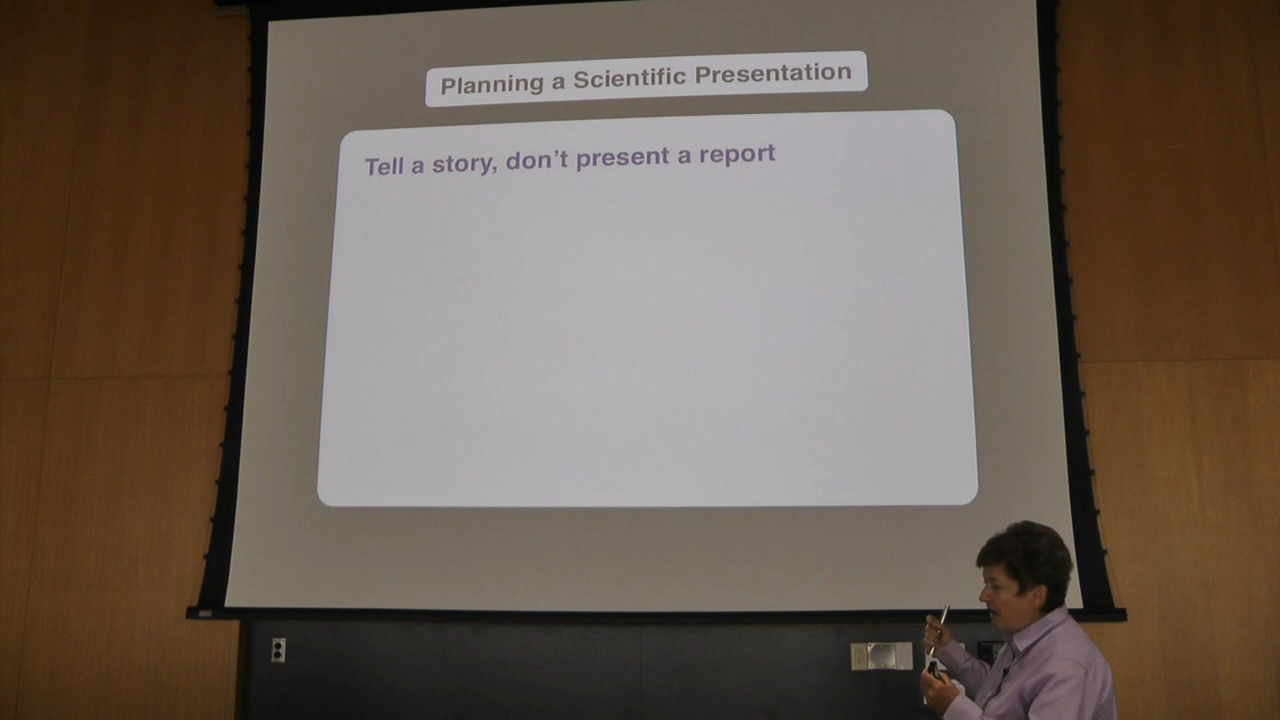 Planning a Scientific Presentation
Tell a story, don’t present a report